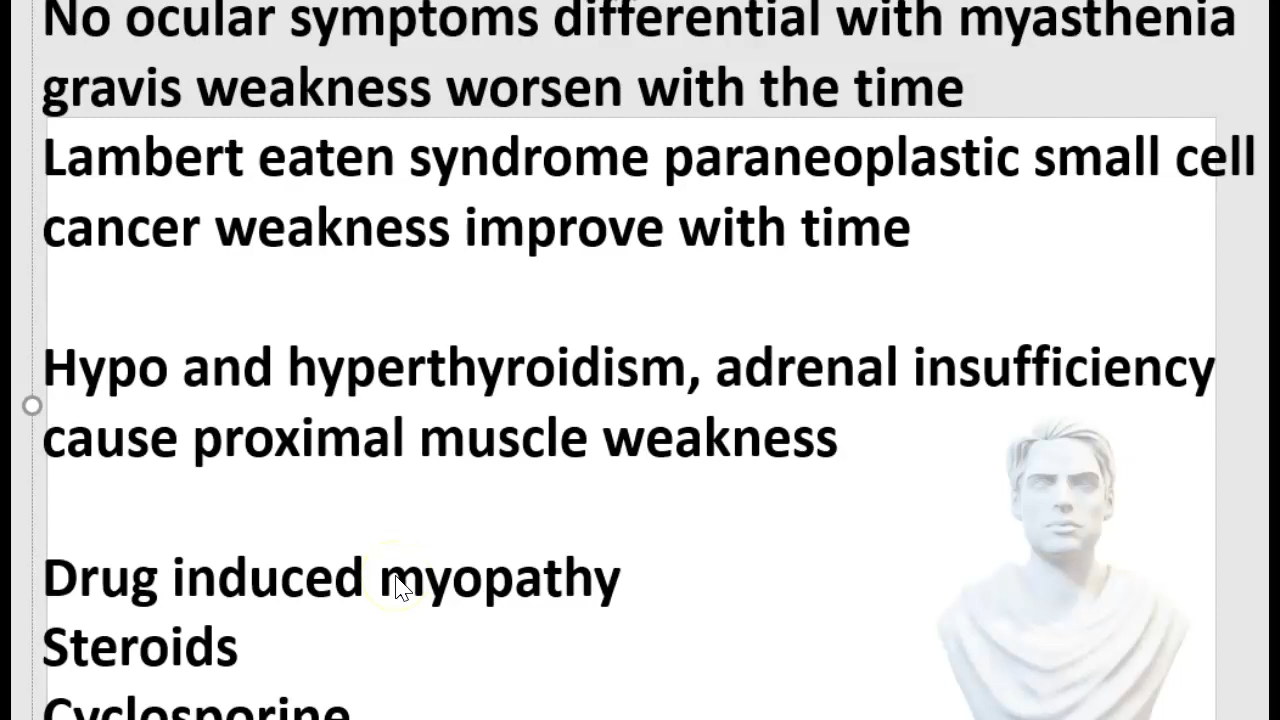 No ocular symptoms differential with myasthenia
gravis weakness worsen with the time
Lambert eaten syndrome paraneoplastic small cell
cancer weakness improve with time
Hypo and hyperthyroidism, adrenal insufficiency
cause proximal muscle weakness
Drug induced myopathy
Steroids
Cyclosporine